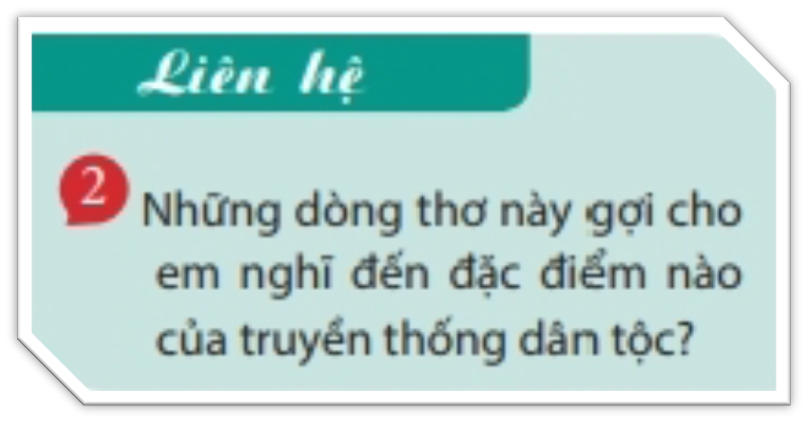 Liên hệ
2 Những dòng thơ này gợi cho
em nghĩ đến đặc điểm nào
của truyền thống dân tộc?